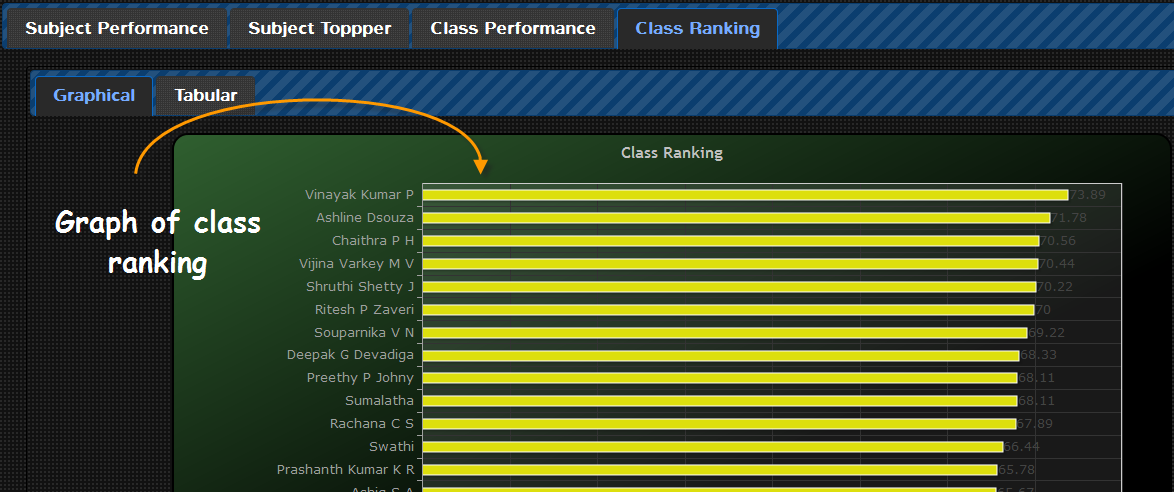 Subject Performance Subject Toppper Class Performance Class Ranking
Graphical Tabular
Class Ranking
Graph of class
ranking
Vinayak Kumar P 73.89
Ashline Dsouza 71.78
Chaithra P H 70.56
Vijina Varkey M V 70.44
Shruthi Shetty J 70.22
Ritesh P Zaveri 70
Souparnika V N 69.22
Deepak G Devadiga 68.33
Preethy P Johny 68.11
Sumalatha 68.11
Rachana C S 67.89
Swathi 66.44
Prashanth Kumar K R 65.78